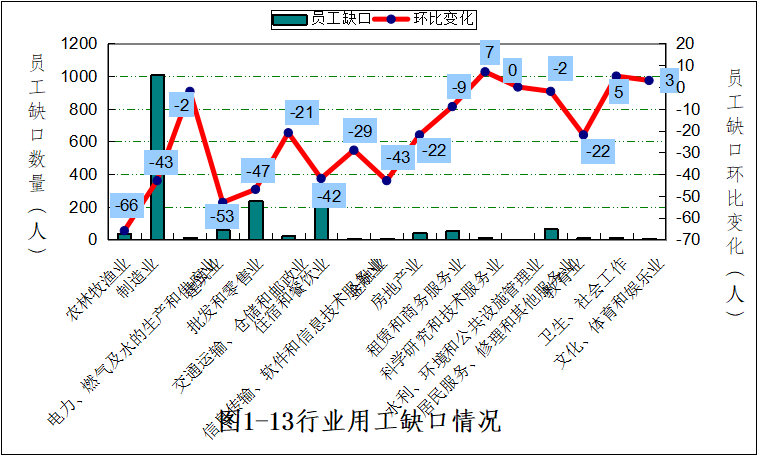 员工缺口 环比变化
员工缺口数量（人）
1200
1000
800
600
400
200
0
20
10
0
-10
-20
-30
-40
-50
-60
-70
员工缺口环比变化（人）
-66
-43
-2
-53
-47
-21
-42
-29
-43
-22
-9
7
0
-2
-22
5
3
农林牧渔业
制造业
电力、燃气及水的生产和供应业
建筑业
批发和零售业
交通运输、仓储和邮政业
住宿和餐饮业
信息传输、软件和信息技术服务业
金融业
房地产业
租赁和商务服务业
科学研究和技术服务业
水利、环境和公共设施管理业
居民服务、修理和其他服务业
教育业
卫生、社会工作
文化、体育和娱乐业
图1-13行业用工缺口情况